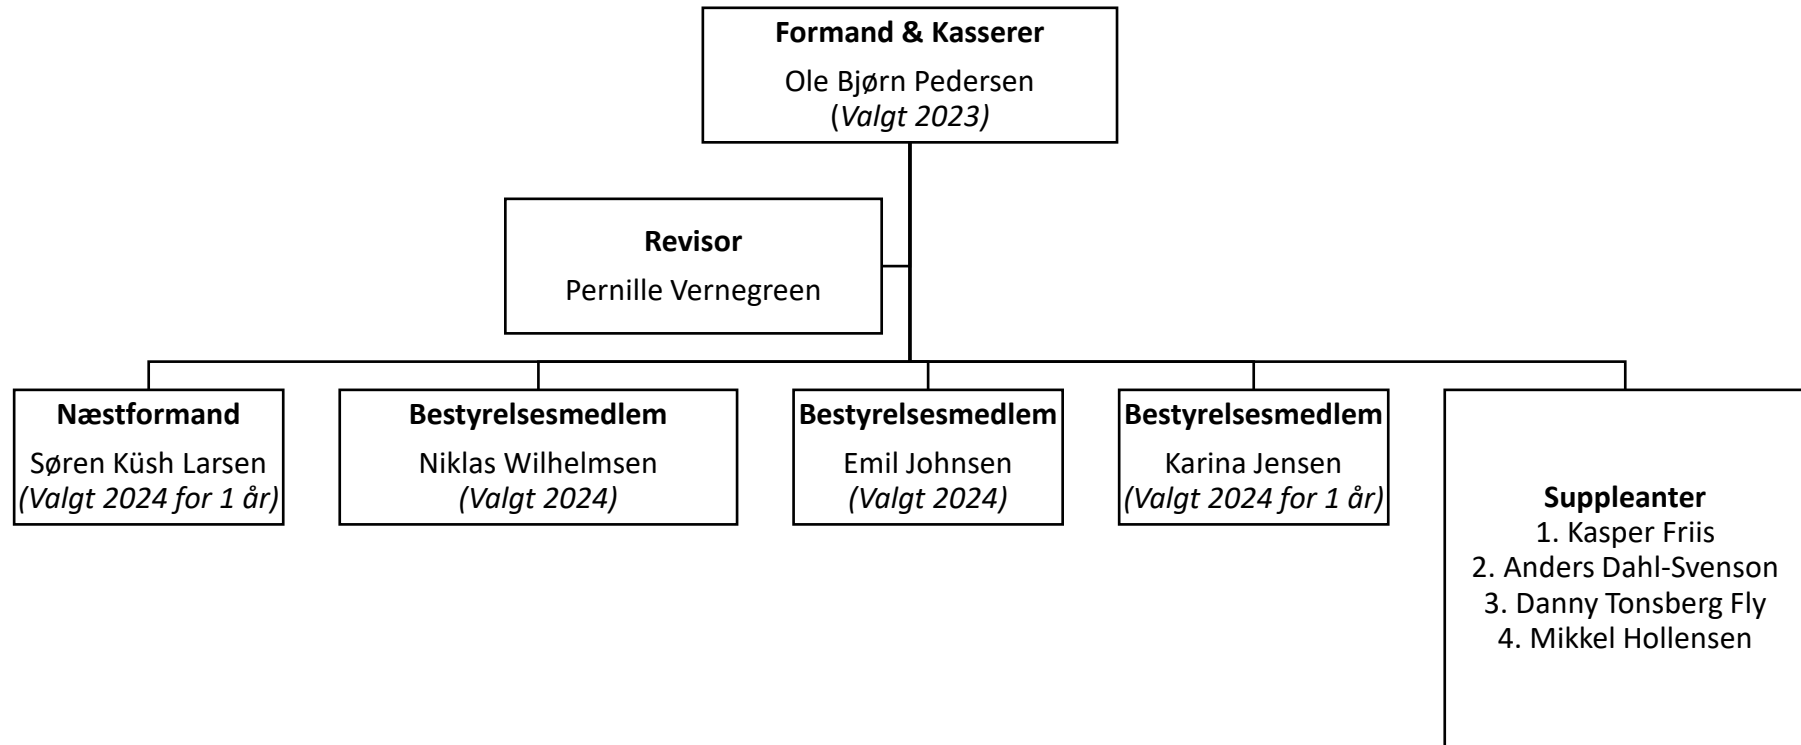 Formand & Kasserer
Ole Bjørn Pedersen
(Valgt 2023)
Revisor
Pernille Vernegreen
Næstformand
Søren Küsh Larsen
(Valgt 2024 for 1 år)
Bestyrelsesmedlem
Niklas Wilhelmsen
(Valgt 2024)
Bestyrelsesmedlem
Emil Johnsen
(Valgt 2024)
Bestyrelsesmedlem
Karina Jensen
(Valgt 2024 for 1 år)
Suppleanter
1. Kasper Friis
2. Anders Dahl-Svenson
3. Danny Tonsberg Fly
4. Mikkel Hollensen